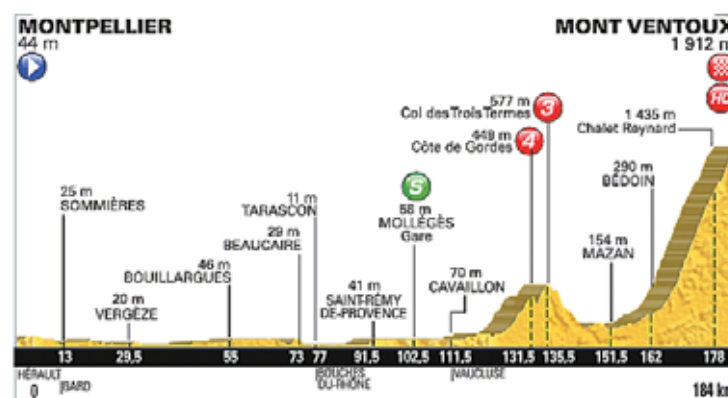 MONTPELLIER
44 m
MONT VENTOUX
1 912 m
HC
577 m
Col des Trois Termes
3
449 m
Côte de Gordes
4
1 435 m
Chalet Reynard
25 m
SOMMIÈRES
11 m
TARASCON
S
58 m
MOLLÉGÈS
Gare
290 m
BÉDOIN
29 m
BEAUCAIRE
46 m
BOUILLARGUES
20 m
VERGÈZE
41 m
SAINT-RÉMY
DE-PROVENCE
70 m
CAVAILLON
154 m
MAZAN
13 29,5 55 73 77 91,5 102,5 111,5 131,5 135,5 151,5 162 178
HÉRAULT GARD BOUCHES VAUCLUSE
DU-RHÔNE
0 184 km